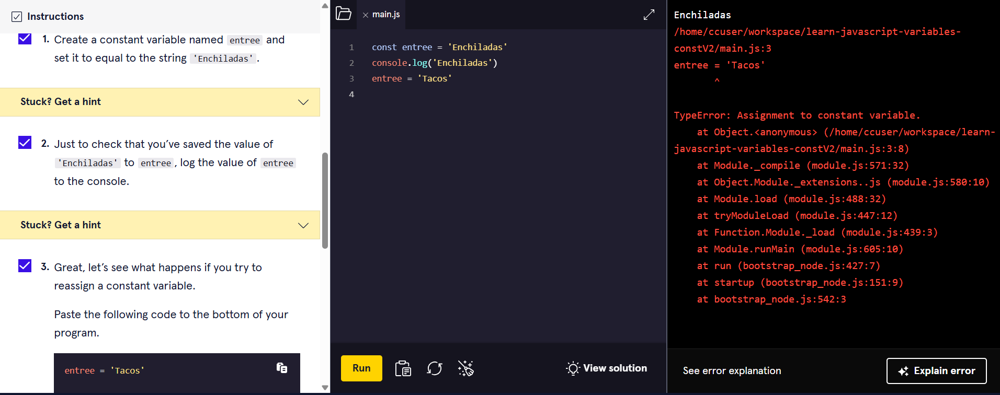 Instructions
1. Create a constant variable named entree and
set it to equal to the string 'Enchiladas'.
Stuck? Get a hint
2. Just to check that you’ve saved the value of
'Enchiladas' to entree, log the value of entree
to the console.
Stuck? Get a hint
3. Great, let’s see what happens if you try to
reassign a constant variable.
Paste the following code to the bottom of your
program.
entree = 'Tacos'
main.js
1 const entree = 'Enchiladas'
2 console.log('Enchiladas')
3 entree = 'Tacos'
4
Run
View solution
Enchiladas
/home/ccuser/workspace/learn-javascript-variables-
constV2/main.js:3
entree = 'Tacos'
^
TypeError: Assignment to constant variable.
at Object.<anonymous> (/home/ccuser/workspace/learn-
javascript-variables-constV2/main.js:3:8)
at Module._compile (module.js:571:32)
at Object.Module._extensions..js (module.js:580:10)
at Module.load (module.js:488:32)
at tryModuleLoad (module.js:447:12)
at Function.Module._load (module.js:439:3)
at Module.runMain (module.js:605:10)
at run (bootstrap_node.js:427:7)
at startup (bootstrap_node.js:151:9)
at bootstrap_node.js:542:3
See error explanation
Explain error